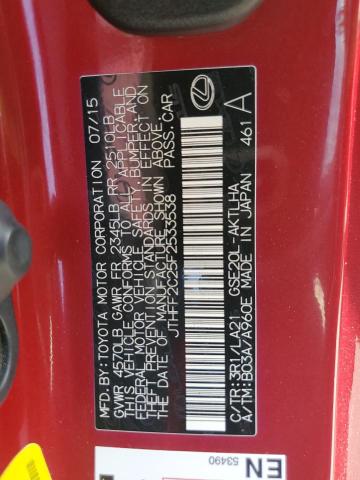 MFD.BY:TOYOTA MOTOR CORPORATION 07/15
GVWR 4570LB GAWR FR 2345LB RR 2510LB
THIS VEHICLE CONFORMS TO ALL APPLICABLE
FEDERAL MOTOR VEHICLE SAFETY,BUMPER,AND
THEFT PREVENTION STANDARDS IN EFFECT ON
THE DATE OF MANUFACTURE SHOWN ABOVE.
JTHFF2C25F2533538 PASS.CAR
C/TR:3R1/LA21 GSE20L-AKTLHA
A/TM:B03A/A960E MADE IN JAPAN 461
A
53490
EN